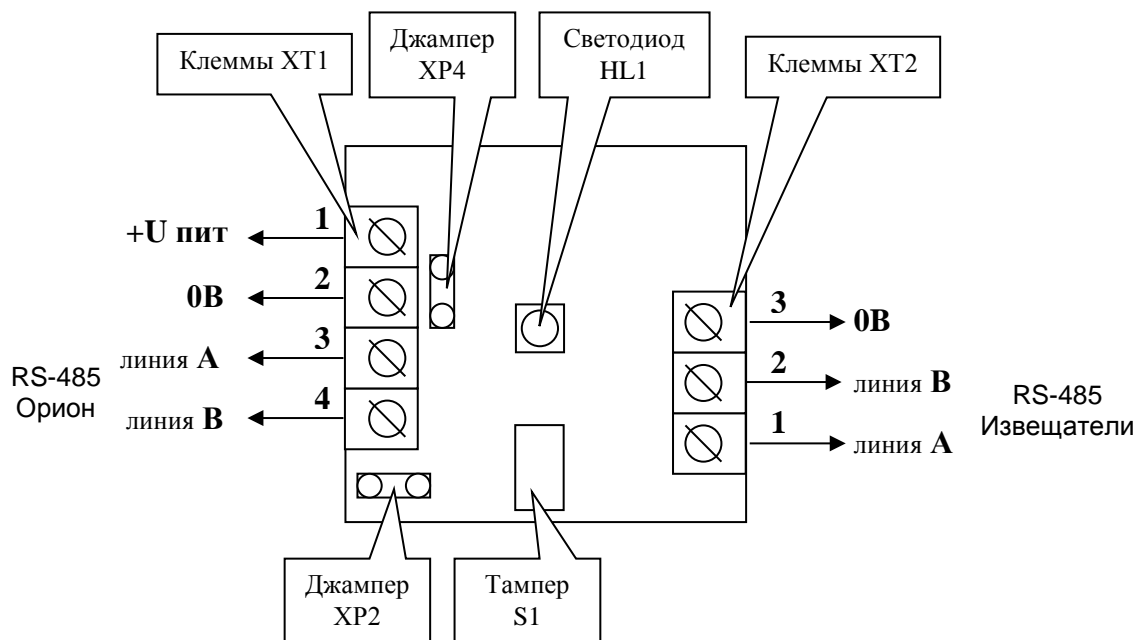 Клеммы XT1
Джампер
XP4
Светодиод
HL1
Клеммы XT2
+U пит
1
0В
2
линия А
3
линия В
4
RS-485
Орион
3
0В
2
линия В
1
линия А
RS-485
Извещатели
Джампер
XP2
Тампер
S1